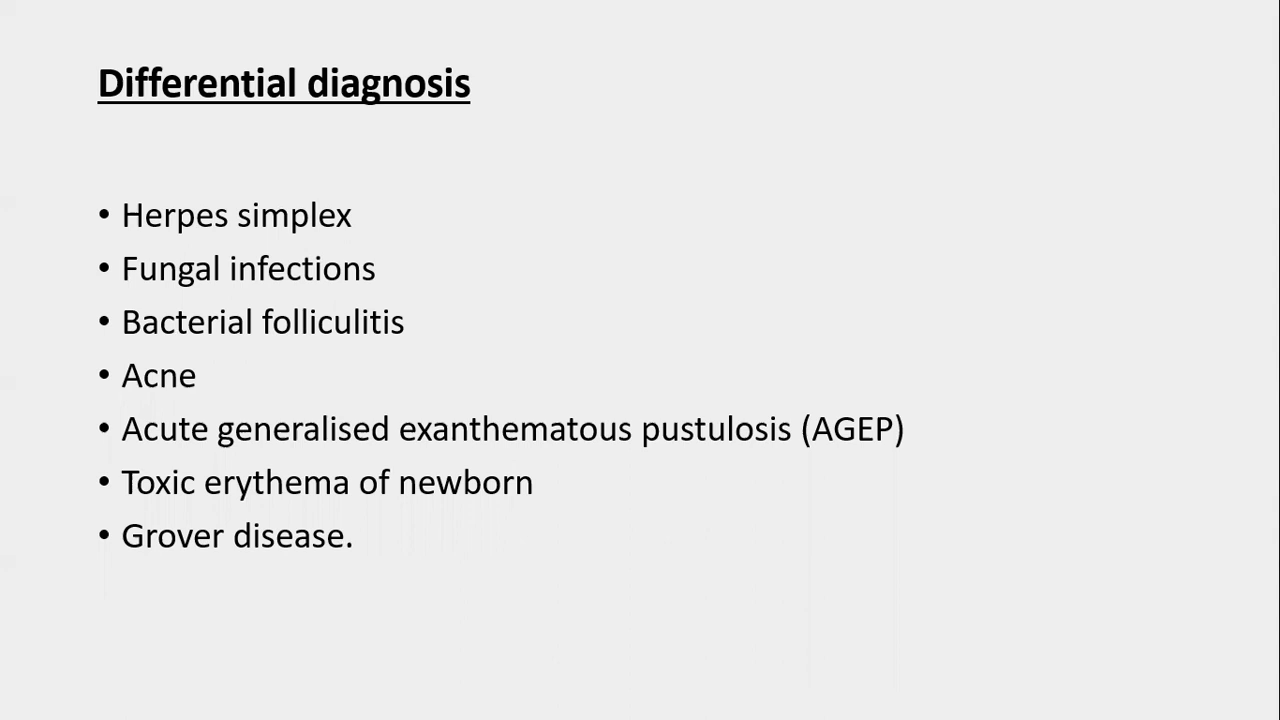 Differential diagnosis
• Herpes simplex
• Fungal infections
• Bacterial folliculitis
• Acne
• Acute generalised exanthematous pustulosis (AGEP)
• Toxic erythema of newborn
• Grover disease.